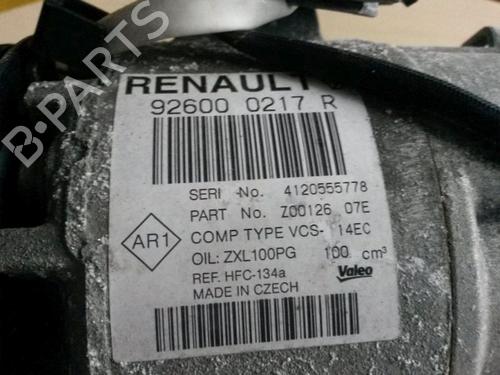 RENAULT
92600 0217 R
SERI No. 4120555778
PART No. Z00126 07E
COMP TYPE VCS- 14EC
AR1
OIL: ZXL100PG 100 cm³
REF. HFC-134a
MADE IN CZECH
Valeo